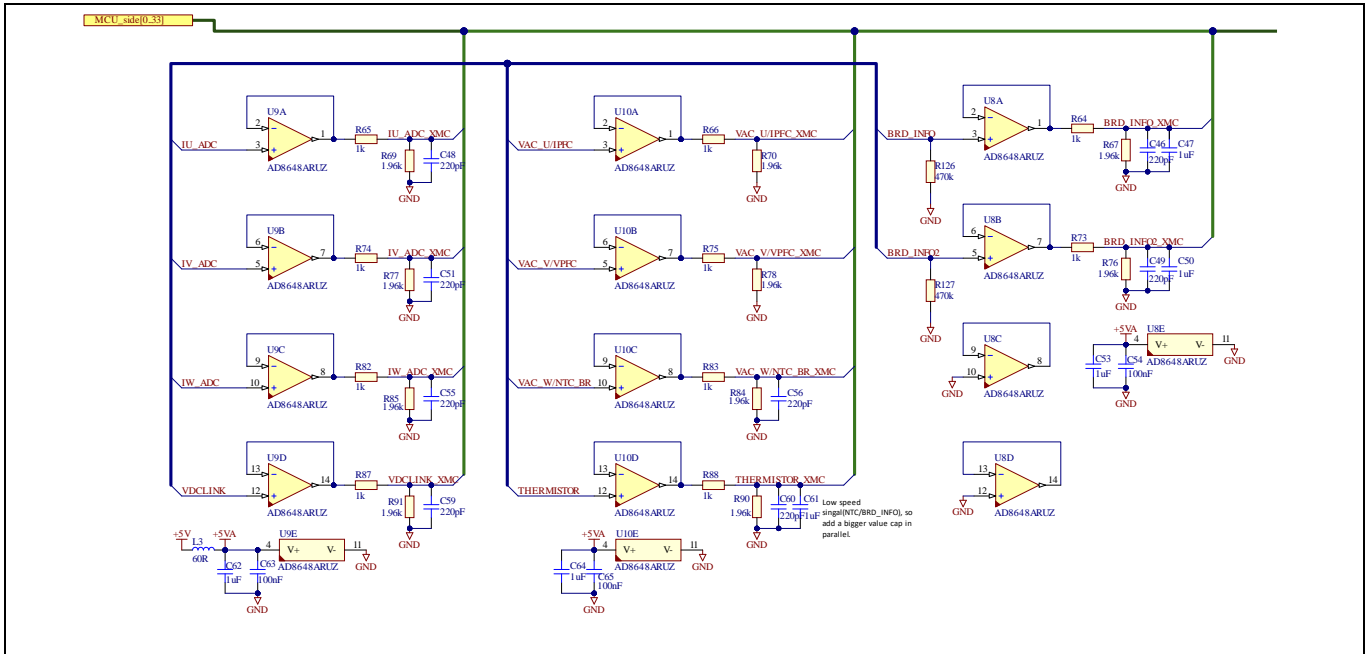 MCU_side[0..33]
U9A
2
3
1
AD8648ARUZ
IU_ADC
R65
1k
IU_ADC_XMC
R69
1.96k
C48
220pF
GND
U9B
6
5
7
AD8648ARUZ
IV_ADC
R74
1k
IV_ADC_XMC
R77
1.96k
C51
220pF
GND
U9C
9
10
8
AD8648ARUZ
IW_ADC
R82
1k
IW_ADC_XMC
R85
1.96k
C55
220pF
GND
U9D
13
12
14
AD8648ARUZ
VDCLINK
R87
1k
VDCLINK_XMC
R91
1.96k
C59
220pF
GND
+5V
L3
60R
+5VA
C62
1uF
C63
100nF
GND
U9E
4
V+
V-
11
AD8648ARUZ
GND
U10A
2
3
1
AD8648ARUZ
VAC_U/IPFC
R66
1k
VAC_U/IPFC_XMC
R70
1.96k
GND
U10B
6
5
7
AD8648ARUZ
VAC_V/VPFC
R75
1k
VAC_V/VPFC_XMC
R78
1.96k
GND
U10C
9
10
8
AD8648ARUZ
VAC_W/NTC_BR
R83
1k
VAC_W/NTC_BR_XMC
R84
1.96k
C56
220pF
GND
U10D
13
12
14
AD8648ARUZ
THERMISTOR
R88
1k
THERMISTOR_XMC
R90
1.96k
C60
220pF
C61
1uF
GND
Low speed
singal(NTC/BRD_INFO), so
add a bigger value cap in
parallel.
+5VA
C64
1uF
C65
100nF
GND
U10E
4
V+
V-
11
AD8648ARUZ
GND
U8A
2
3
1
AD8648ARUZ
BRD_INFO
R126
470k
GND
R64
1k
BRD_INFO_XMC
R67
1.96k
C46
220pF
C47
1uF
GND
U8B
6
5
7
AD8648ARUZ
BRD_INFO2
R127
470k
GND
R73
1k
BRD_INFO2_XMC
R76
1.96k
C49
220pF
C50
1uF
GND
U8C
9
10
8
AD8648ARUZ
GND
+5VA
C53
1uF
C54
100nF
GND
U8E
4
V+
V-
11
AD8648ARUZ
GND
U8D
13
12
14
AD8648ARUZ
GND